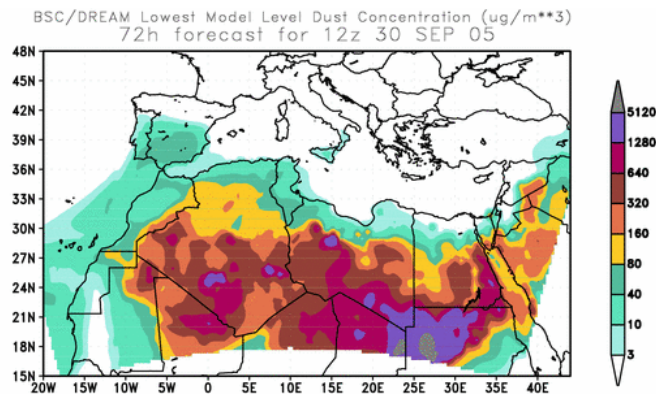 BSC/DREAM Lowest Model Level Dust Concentration (ug/m**3)
72h forecast for 12z 30 SEP 05
48N
45N
42N
39N
36N
33N
30N
27N
24N
21N
18N
15N
20W 15W 10W 5W 0 5E 10E 15E 20E 25E 30E 35E 40E
5120
1280
640
320
160
80
40
10
3